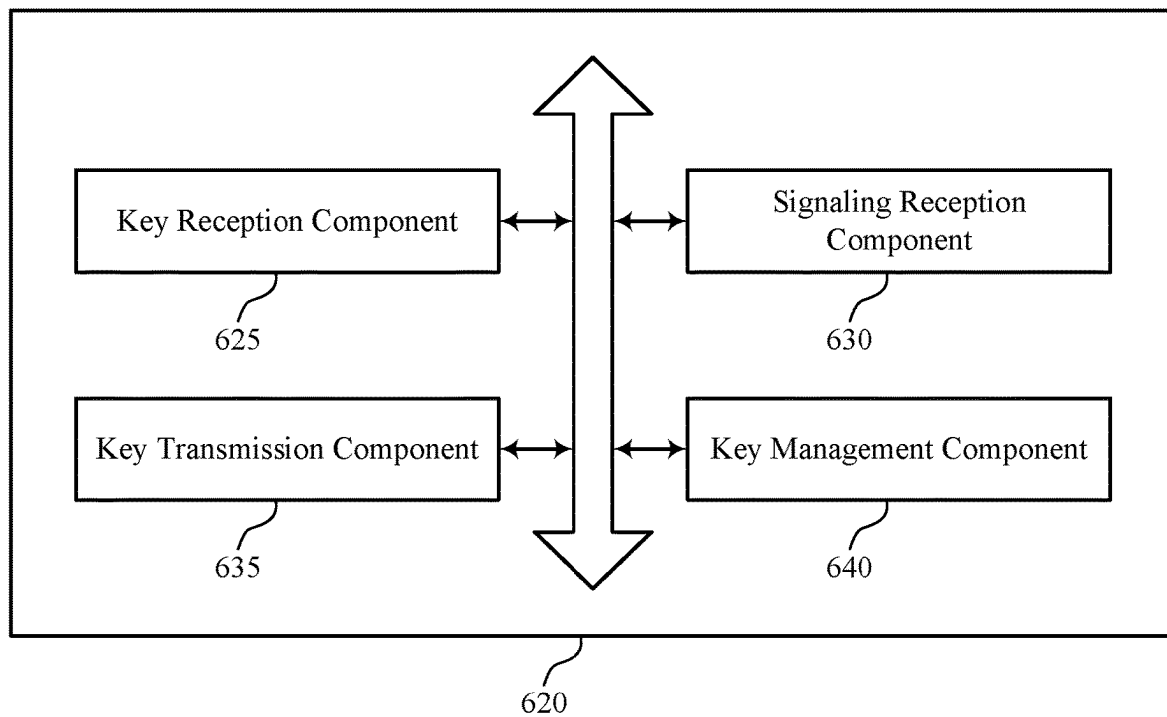 Key Reception Component
625
Signaling Reception
Component
630
Key Transmission Component
635
Key Management Component
640
620